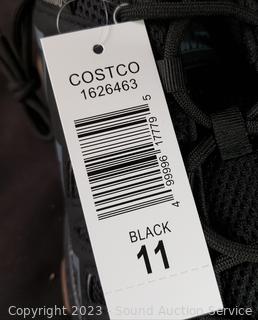 COSTCO
1626463
4 99996 17779 5
BLACK
11
Copyright 2023 - Sound Auction Service